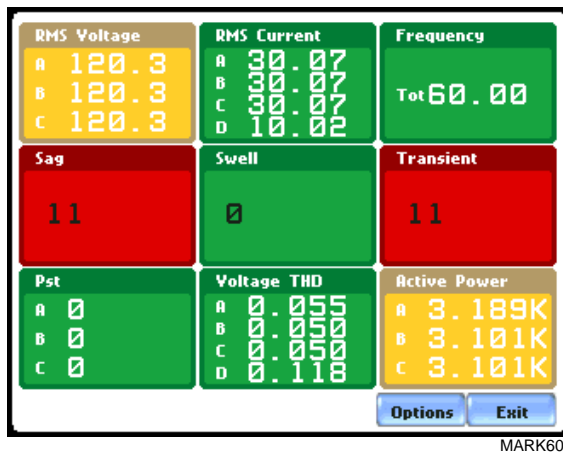 RMS Voltage
A 120.3
B 120.3
C 120.3
RMS Current
A 30.07
B 30.07
C 30.07
D 10.02
Frequency
Tot 60.00
Sag
11
Swell
0
Transient
11
Pst
A 0
B 0
C 0
Voltage THD
A 0.055
B 0.050
C 0.050
D 0.118
Active Power
A 3.189K
B 3.101K
C 3.101K
Options
Exit
MARK60